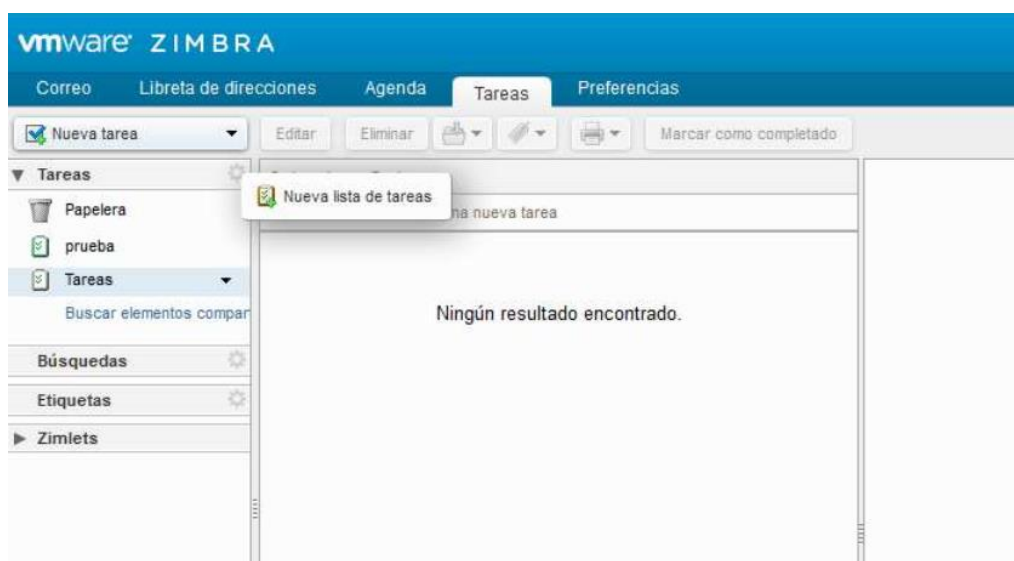 vmware ZIMBRA
Correo Libreta de direcciones Agenda Tareas Preferencias
Nueva tarea Editar Eliminar Marcar como completado
Tareas
Nueva lista de tareas
Papelera
na nueva tarea
prueba
Tareas
Buscar elementos compar
Ningún resultado encontrado.
Búsquedas
Etiquetas
Zimlets